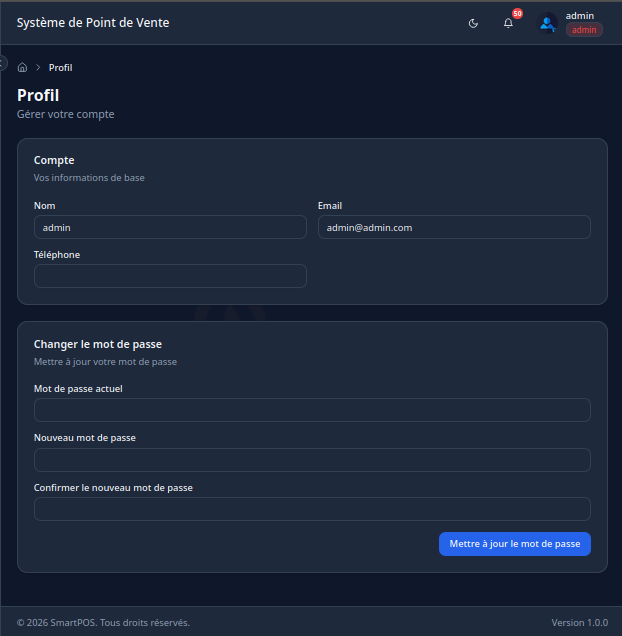 Système de Point de Vente
50
admin
admin
Profil
Profil
Gérer votre compte
Compte
Vos informations de base
Nom
Email
admin
admin@admin.com
Téléphone
Changer le mot de passe
Mettre à jour votre mot de passe
Mot de passe actuel
Nouveau mot de passe
Confirmer le nouveau mot de passe
Mettre à jour le mot de passe
© 2026 SmartPOS. Tous droits réservés.
Version 1.0.0